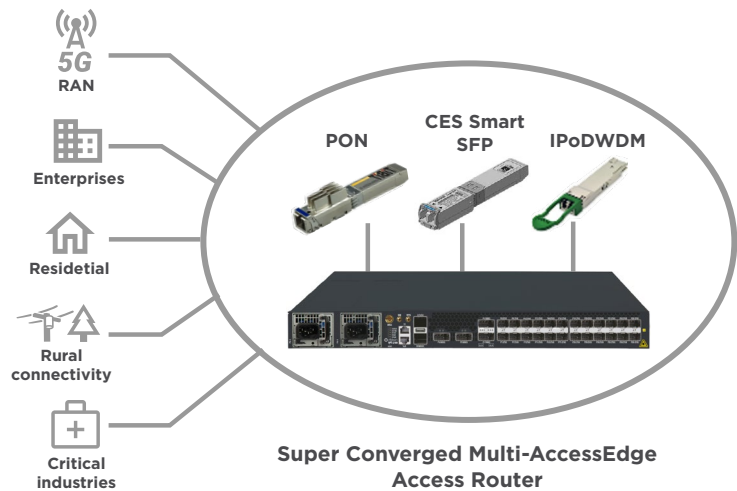 5G
RAN
Enterprises
Residetial
Rural
connectivity
Critical
industries
PON
CES Smart
SFP
IPoDWDM
Super Converged Multi-AccessEdge
Access Router